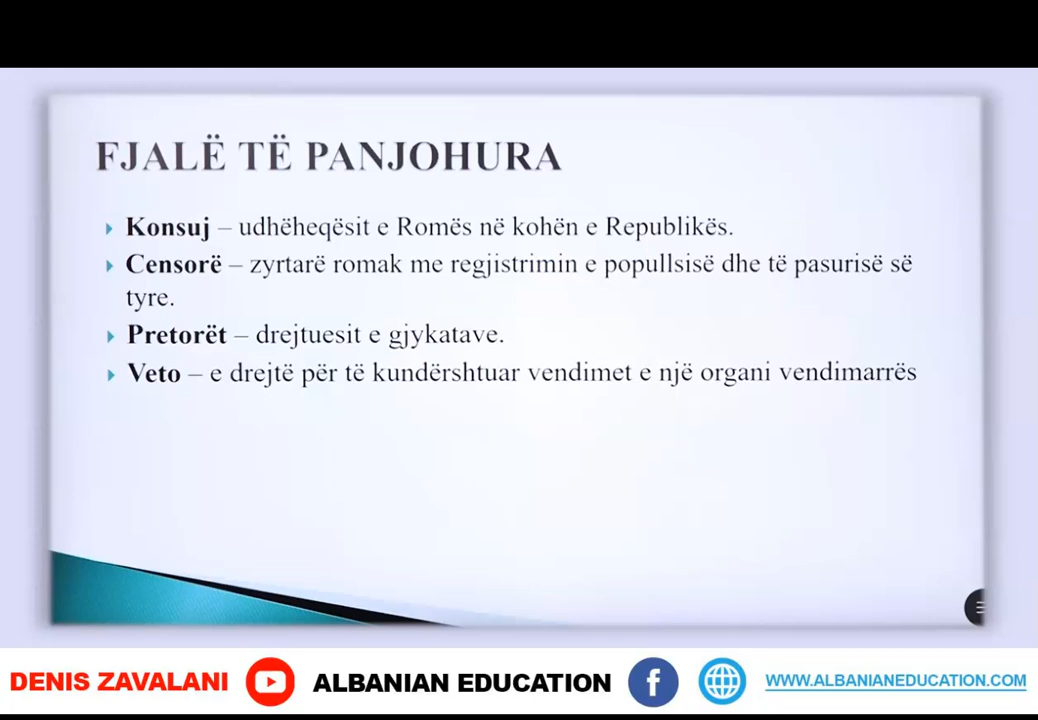 FJALË TË PANJOHURA
Konsuj – udhëheqësit e Romës në kohën e Republikës.
Censorë – zyrtarë romak me regjistrimin e popullsisë dhe të pasurisë së
tyre.
Pretorët – drejtuesit e gjykatave.
Veto – e drejtë për të kundërshtuar vendimet e një organi vendimarrës
DENIS ZAVALANI ALBANIAN EDUCATION WWW.ALBANIANEDUCATION.COM